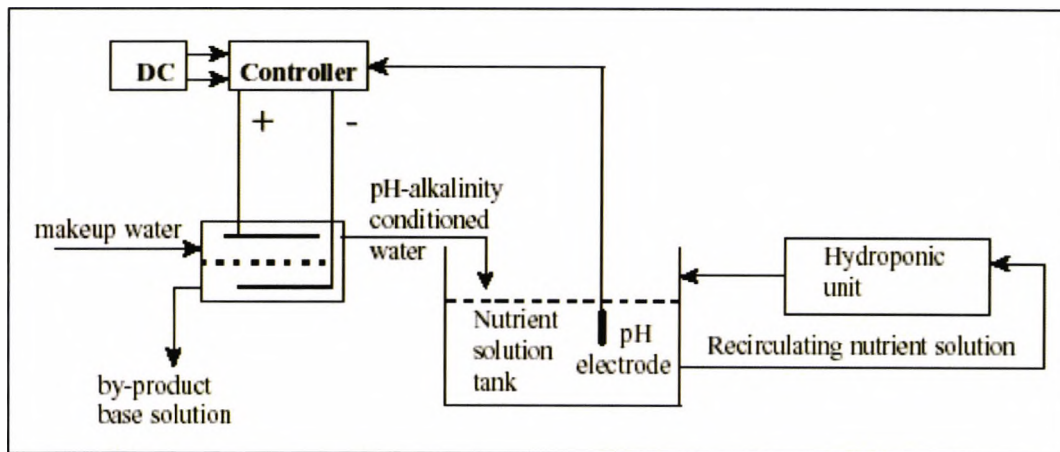 DC
Controller
+
-
pH-alkalinity
conditioned
water
makeup water
by-product
base solution
Nutrient
solution
tank
pH
electrode
Hydroponic
unit
Recirculating nutrient solution